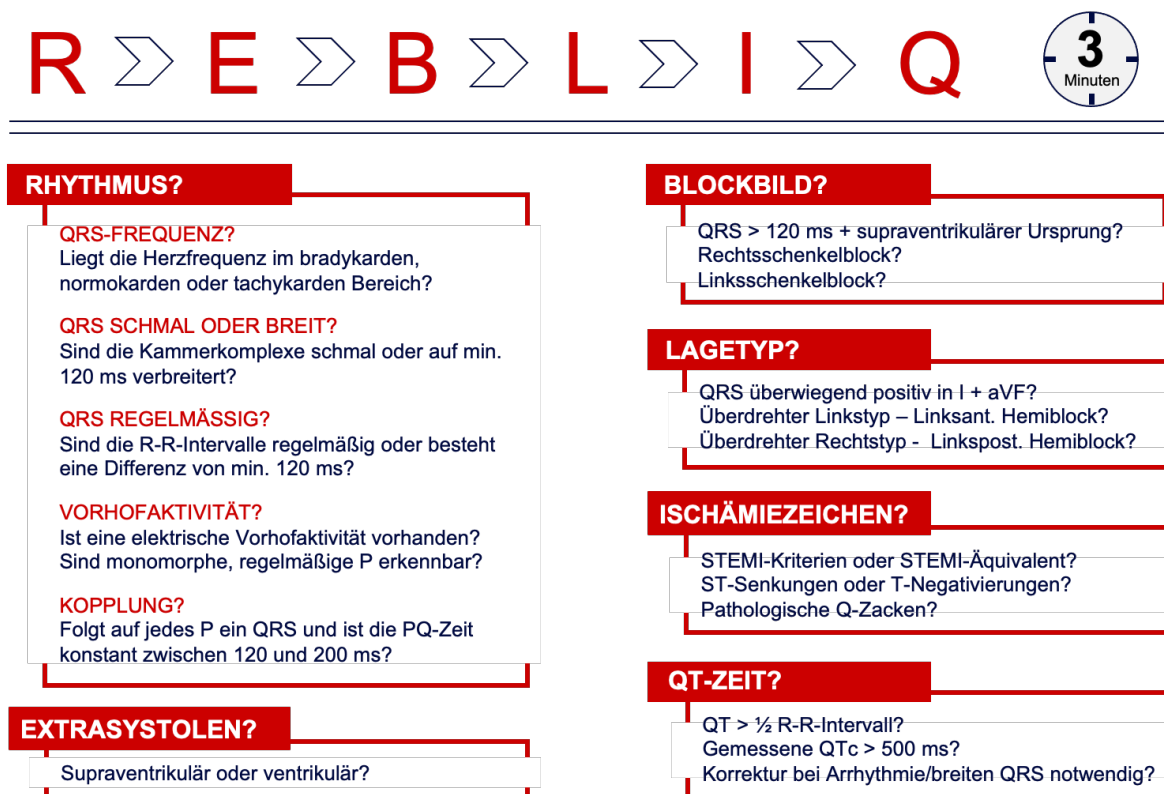 R E B L I Q
3
Minuten
RHYTHMUS?
QRS-FREQUENZ?
Liegt die Herzfrequenz im bradykarden,
normokarden oder tachykarden Bereich?
QRS SCHMAL ODER BREIT?
Sind die Kammerkomplexe schmal oder auf min.
120 ms verbreitert?
QRS REGELMÄSSIG?
Sind die R-R-Intervalle regelmäßig oder besteht
eine Differenz von min. 120 ms?
VORHOFAKTIVITÄT?
Ist eine elektrische Vorhofaktivität vorhanden?
Sind monomorphe, regelmäßige P erkennbar?
KOPPLUNG?
Folgt auf jedes P ein QRS und ist die PQ-Zeit
konstant zwischen 120 und 200 ms?
EXTRASYSTOLEN?
Supraventrikulär oder ventrikulär?
BLOCKBILD?
QRS > 120 ms + supraventrikulärer Ursprung?
Rechtsschenkelblock?
Linksschenkelblock?
LAGETYP?
QRS überwiegend positiv in I + aVF?
Überdrehter Linkstyp – Linksant. Hemiblock?
Überdrehter Rechtstyp - Linkspost. Hemiblock?
ISCHÄMIEZEICHEN?
STEMI-Kriterien oder STEMI-Äquivalent?
ST-Senkungen oder T-Negativierungen?
Pathologische Q-Zacken?
QT-ZEIT?
QT > ½ R-R-Intervall?
Gemessene QTc > 500 ms?
Korrektur bei Arrhythmie/breiten QRS notwendig?